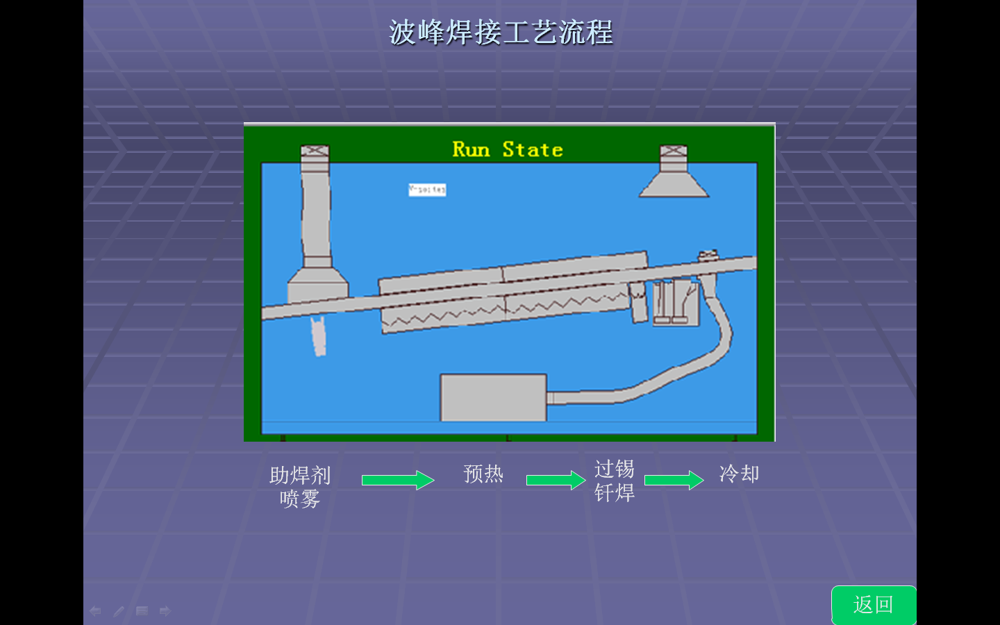 波峰焊接工艺流程
Run State
助焊剂
喷雾
预热
过锡
钎焊
冷却
返回